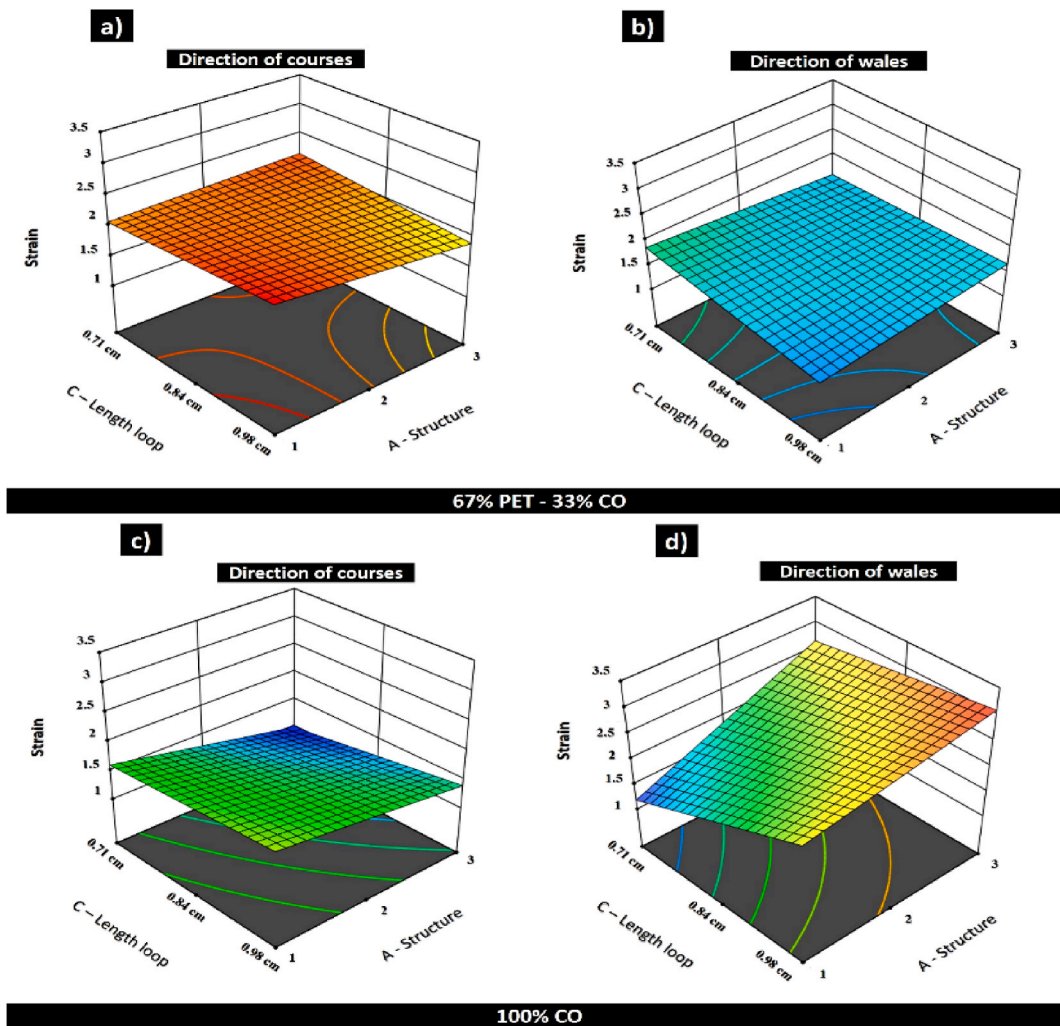 a)
Direction of courses
3.5
3
2.5
2
1.5
1
Strain
0.71 cm
0.84 cm
0.98 cm
C – Length loop
1
2
3
A - Structure
b)
Direction of wales
3.5
3
2.5
2
1.5
1
Strain
0.71 cm
0.84 cm
0.98 cm
C – Length loop
1
2
3
A - Structure
67% PET - 33% CO
c)
Direction of courses
3.5
3
2.5
2
1.5
1
Strain
0.71 cm
0.84 cm
0.98 cm
C – Length loop
1
2
3
A - Structure
d)
Direction of wales
3.5
3
2.5
2
1.5
1
Strain
0.71 cm
0.84 cm
0.98 cm
C – Length loop
1
2
3
A - Structure
100% CO